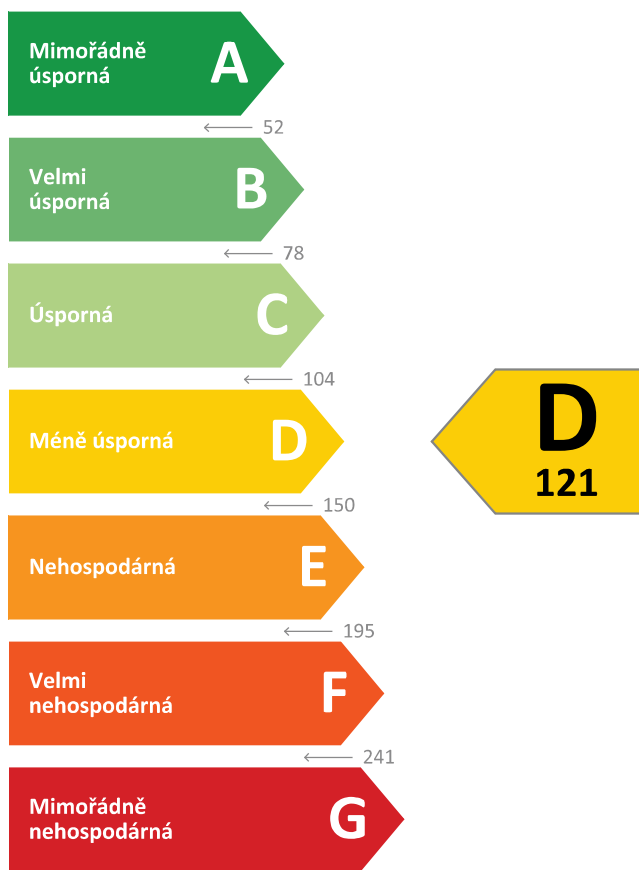 Mimořádně
úsporná
A
52
Velmi
úsporná
B
78
Úsporná
C
104
Méně úsporná
D
D
121
150
Nehospodárná
E
195
Velmi
nehospodárná
F
241
Mimořádně
nehospodárná
G